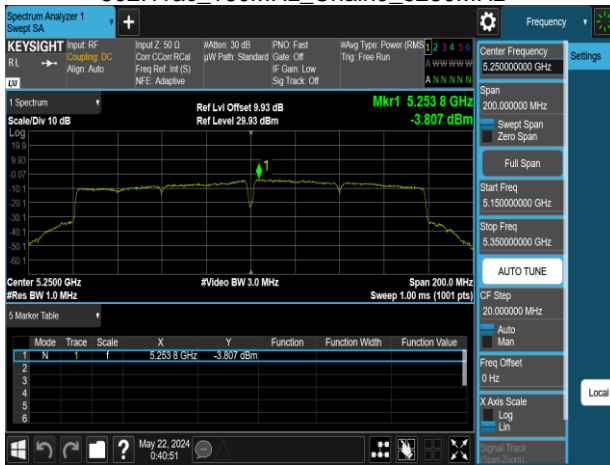 Spectrum Analyzer 1
Swept SA
Frequency
KEYSIGHT
RL
Input: RF
Coupling: DC
Align: Auto
Input Z: 50 Ω
Corr CCorr RCal
Freq Ref: Int (S)
NFE: Adaptive
#Atten: 30 dB
µW Path: Standard
PNO: Fast
Gate: Off
IF Gain: Low
Sig Track: Off
#Avg Type: Power (RMS
Trig: Free Run
1 2 3 4 5 6
A W W W W W
A N N N N N
Settings
Center Frequency
5.250000000 GHz
Span
200.000000 MHz
Swept Span
Zero Span
Full Span
Start Freq
5.150000000 GHz
Stop Freq
5.350000000 GHz
AUTO TUNE
CF Step
20.000000 MHz
Auto
Man
Freq Offset
0 Hz
X Axis Scale
Log
Lin
Signal Track
(Span Zoom)
Local
1 Spectrum
Scale/Div 10 dB
Ref Lvl Offset 9.93 dB
Ref Level 29.93 dBm
Mkr1 5.253 8 GHz
-3.807 dBm
Log
19.9
9.93
-0.07
-10.1
-20.1
-30.1
-40.1
-50.1
-60.1
1
Center 5.2500 GHz
#Res BW 1.0 MHz
#Video BW 3.0 MHz
Span 200.0 MHz
Sweep 1.00 ms (1001 pts)
5 Marker Table
Mode Trace Scale X Y Function Function Width Function Value
1 N 1 f 5.253 8 GHz -3.807 dBm
2
3
4
5
6
May 22, 2024
0:40:51